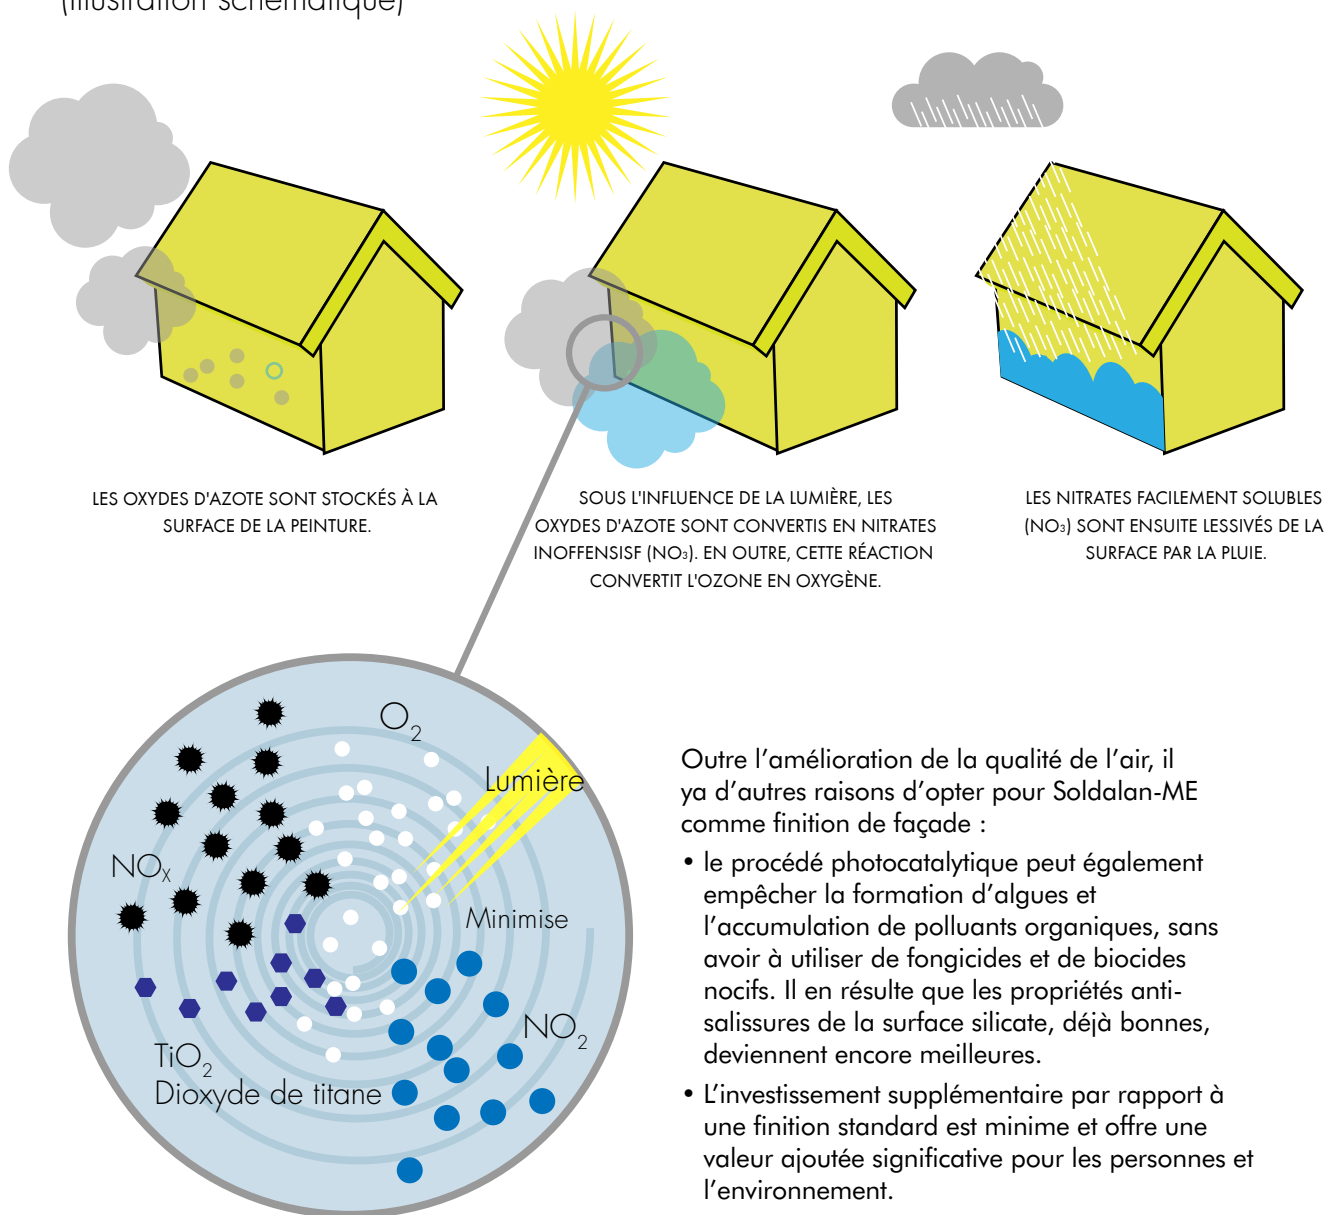 (illustration schématique)
LES OXYDES D'AZOTE SONT STOCKÉS À LA
SURFACE DE LA PEINTURE.
SOUS L'INFLUENCE DE LA LUMIÈRE, LES
OXYDES D'AZOTE SONT CONVERTIS EN NITRATES
INOFFENSISF (NO₃). EN OUTRE, CETTE RÉACTION
CONVERTIT L'OZONE EN OXYGÈNE.
LES NITRATES FACILEMENT SOLUBLES
(NO₃) SONT ENSUITE LESSIVÉS DE LA
SURFACE PAR LA PLUIE.
O₂
Lumière
NOₓ
Minimise
NO₂
TiO₂
Dioxyde de titane
Outre l’amélioration de la qualité de l’air, il
ya d’autres raisons d’opter pour Soldalan-ME
comme finition de façade :
• le procédé photocatalytique peut également
empêcher la formation d’algues et
l’accumulation de polluants organiques, sans
avoir à utiliser de fongicides et de biocides
nocifs. Il en résulte que les propriétés anti-
salissures de la surface silicate, déjà bonnes,
deviennent encore meilleures.
• L’investissement supplémentaire par rapport à
une finition standard est minime et offre une
valeur ajoutée significative pour les personnes et
l’environnement.